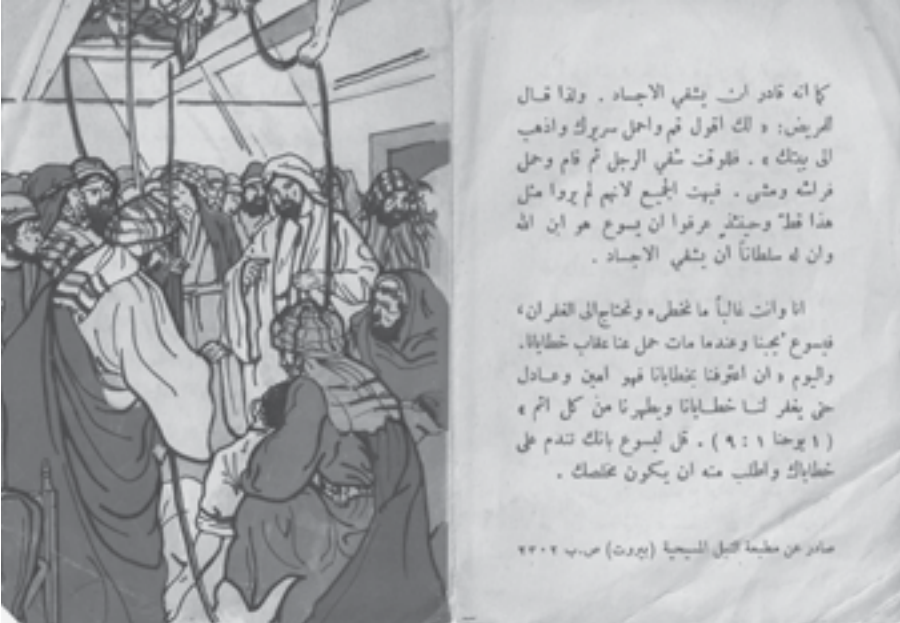 كما انه قادر ان يشفي الاجساد . ولذا قال
للمريض: « لك اقول قم واحمل سريرك واذهب
الى بيتك » . فللوقت شُفي الرجل ثم قام وحمل
فراشه ومشى . فبهت الجميع لانهم لم يروا مثل
هذا قطّ وحينئذٍ عرفوا ان يسوع هو ابن الله
وان له سلطاناً أن يشفي الاجساد .
انا وانت غالباً ما نخطىء ونحتاج الى الغفران ،
فيسوع يحبنا وعندما مات حمل عنا عقاب خطايانا.
واليوم « ان اعترفنا بخطايانا فهو امين وعادل
حتى يغفر لنا خطايانا ويطهرنا من كل اثم »
( ١ يوحنا ١ : ٩ ) . قل ليسوع بانك تندم على
خطاياك واطلب منه ان يكون مخلصك .
صادر عن مطبعة النيل المسيحية (بيروت) ص.ب ٢٣٠٢